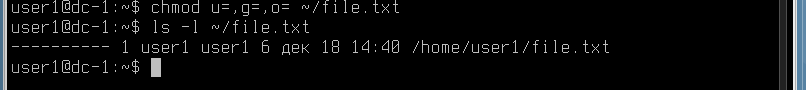 user1@dc-1:~$ chmod u=,g=,o= ~/file.txt
user1@dc-1:~$ ls -l ~/file.txt
---------- 1 user1 user1 6 дек 18 14:40 /home/user1/file.txt
user1@dc-1:~$